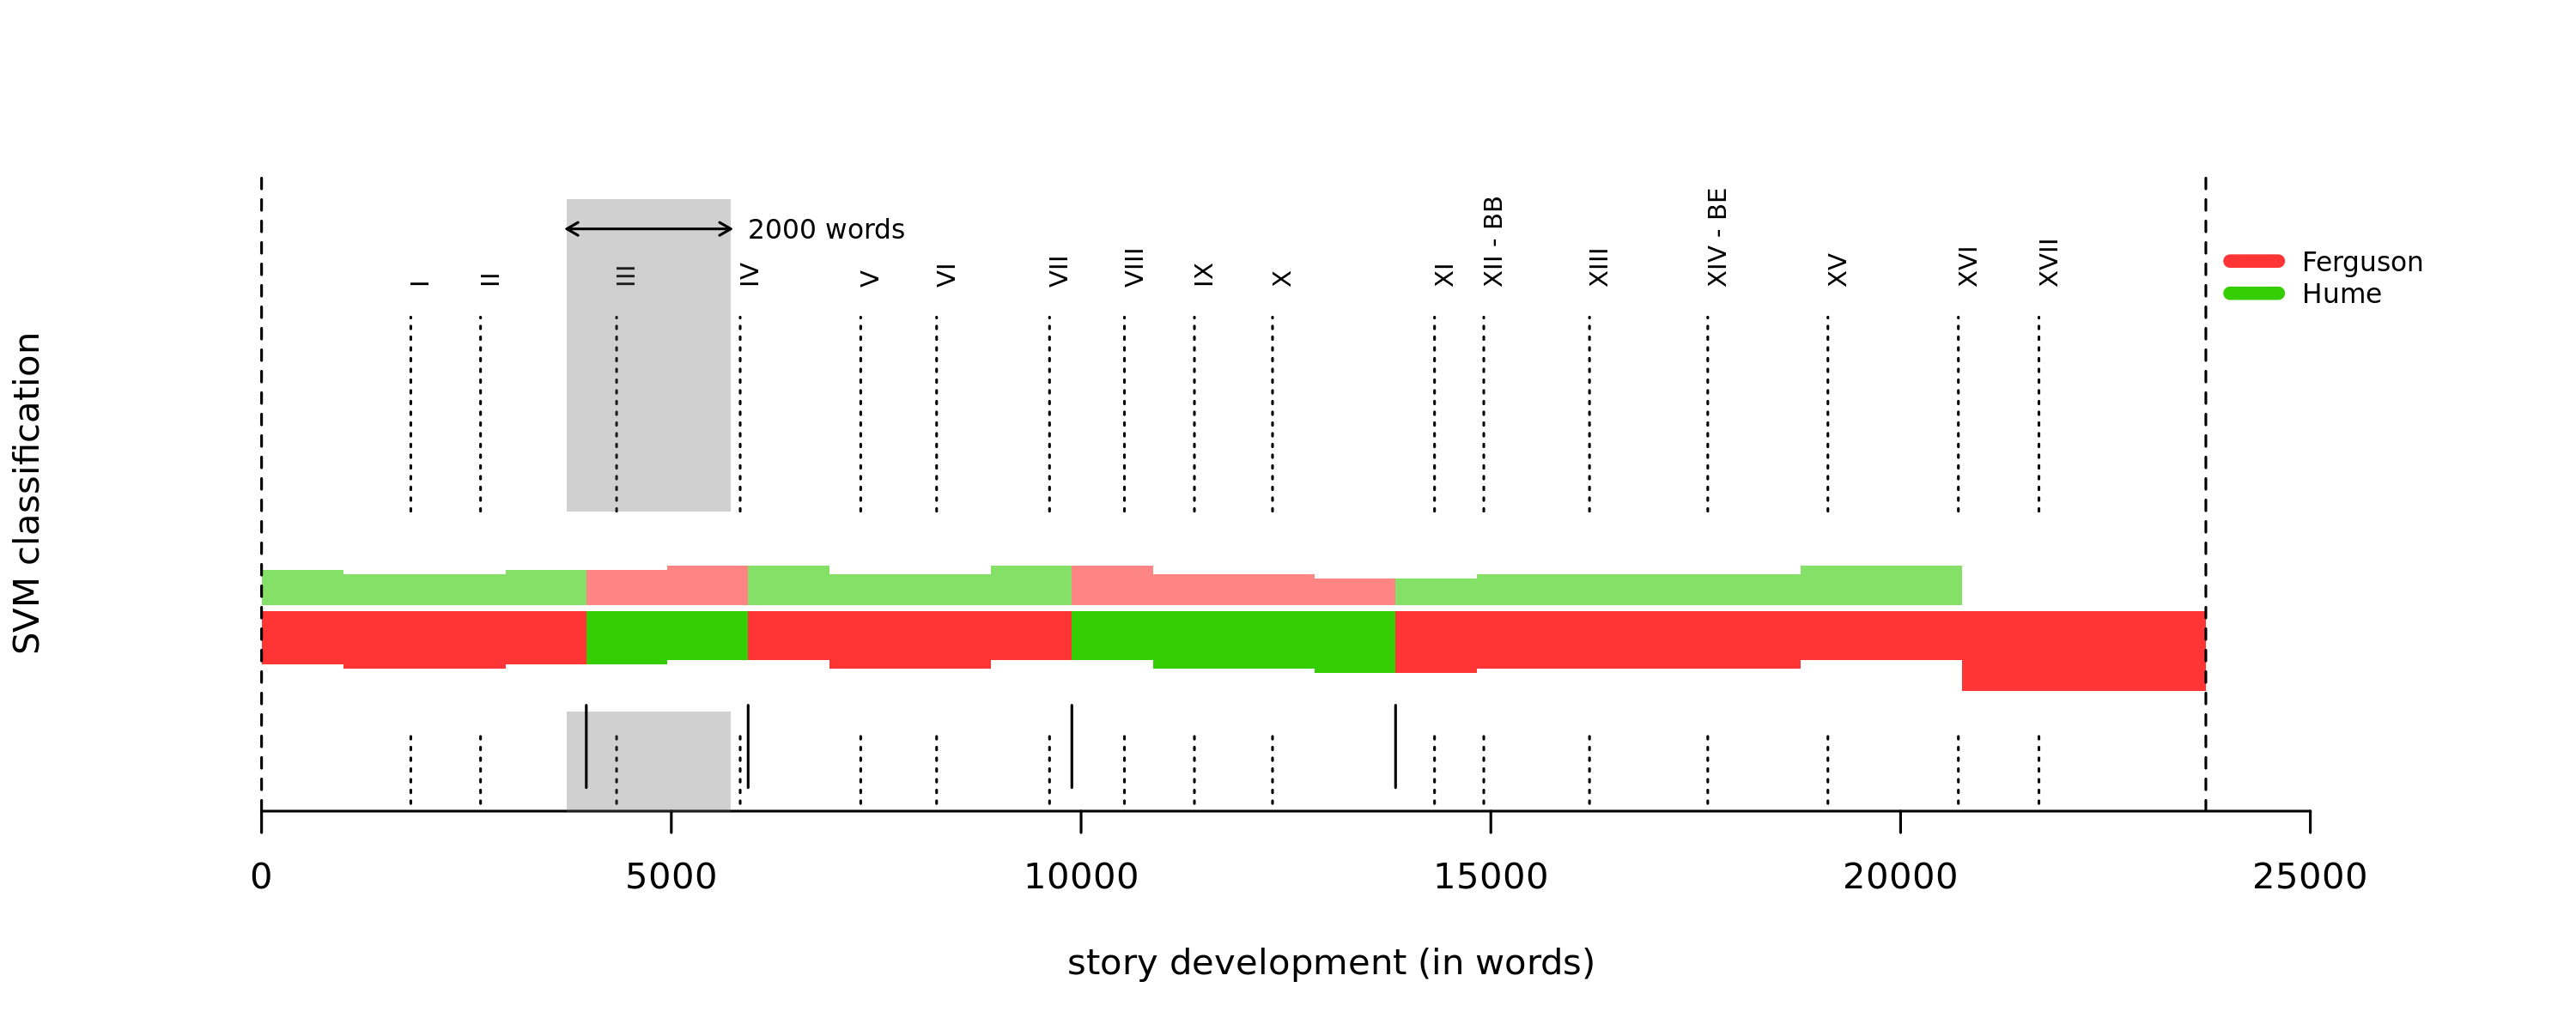 2000 words
I
II
III
IV
V
VI
VII
VIII
IX
X
XI
XII - BB
XIII
XIV - BE
XV
XVI
XVII
Ferguson
Hume
SVM classification
0
5000
10000
15000
20000
25000
story development (in words)